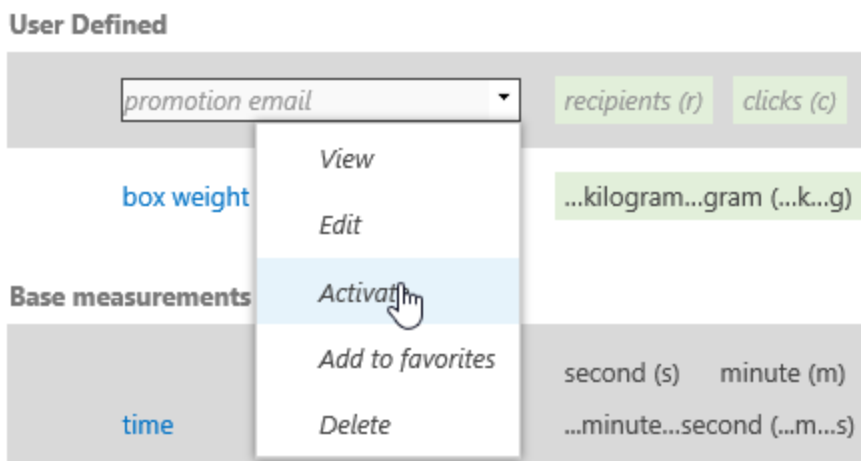 User Defined
promotion email recipients (r) clicks (c)
View
box weight ...kilogram...gram (...k...g)
Edit
Base measurements Activate
Add to favorites second (s) minute (m)
time Delete ...minute...second (...m...s)